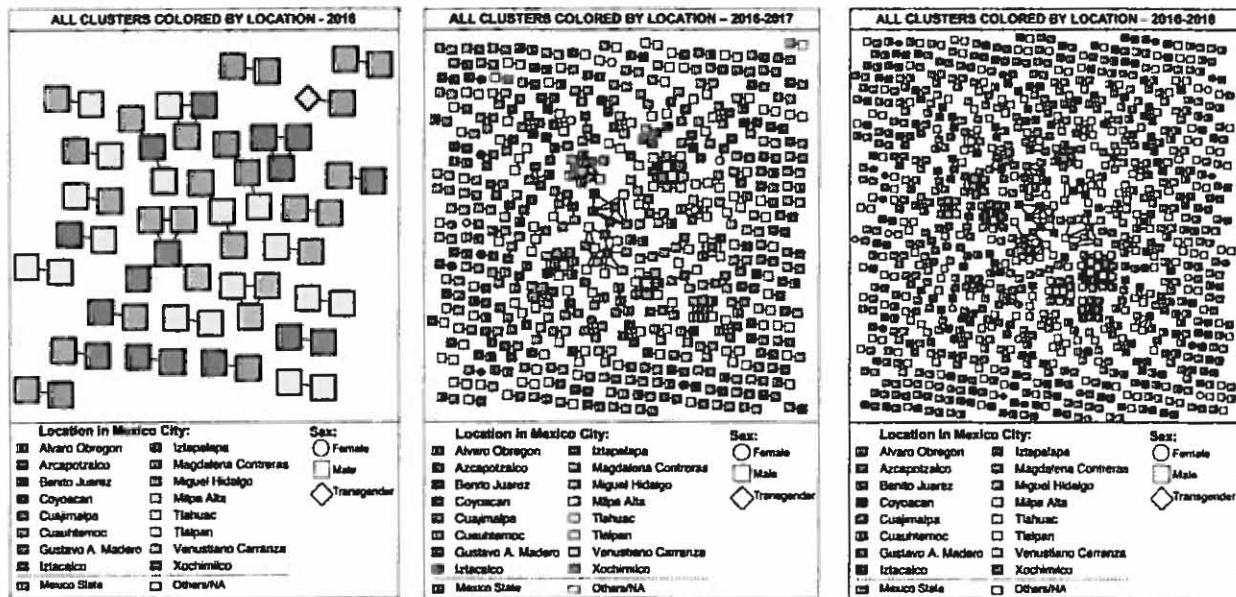 ALL CLUSTERS COLORED BY LOCATION - 2016
Location in Mexico City:
Sex:
Alvaro Obregon
Iztapalapa
Female
Azcapotzalco
Magdalena Contreras
Male
Benito Juarez
Miguel Hidalgo
Coyoacan
Milpa Alta
Transgender
Cuajimalpa
Tlahuac
Cuauhtemoc
Tlalpan
Gustavo A. Madero
Venustiano Carranza
Iztacalco
Xochimilco
Mexico State
Others/NA
ALL CLUSTERS COLORED BY LOCATION – 2016-2017
Location in Mexico City:
Sex:
Alvaro Obregon
Iztapalapa
Female
Azcapotzalco
Magdalena Contreras
Male
Benito Juarez
Miguel Hidalgo
Coyoacan
Milpa Alta
Transgender
Cuajimalpa
Tlahuac
Cuauhtemoc
Tlalpan
Gustavo A. Madero
Venustiano Carranza
Iztacalco
Xochimilco
Mexico State
Others/NA
ALL CLUSTERS COLORED BY LOCATION – 2016-2018
Location in Mexico City:
Sex:
Alvaro Obregon
Iztapalapa
Female
Azcapotzalco
Magdalena Contreras
Male
Benito Juarez
Miguel Hidalgo
Coyoacan
Milpa Alta
Transgender
Cuajimalpa
Tlahuac
Cuauhtemoc
Tlalpan
Gustavo A. Madero
Venustiano Carranza
Iztacalco
Xochimilco
Mexico State
Others/NA